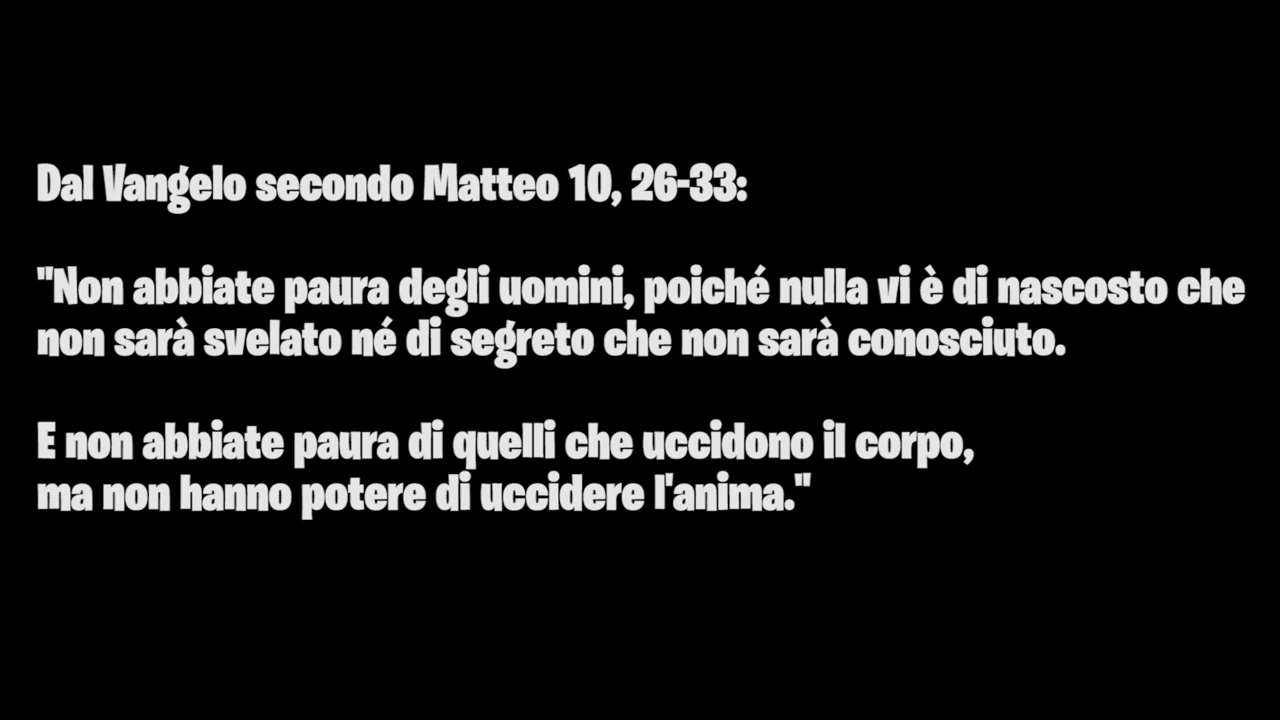 Dal Vangelo secondo Matteo 10, 26-33:
"Non abbiate paura degli uomini, poiché nulla vi è di nascosto che
non sarà svelato né di segreto che non sarà conosciuto.
E non abbiate paura di quelli che uccidono il corpo,
ma non hanno potere di uccidere l'anima."